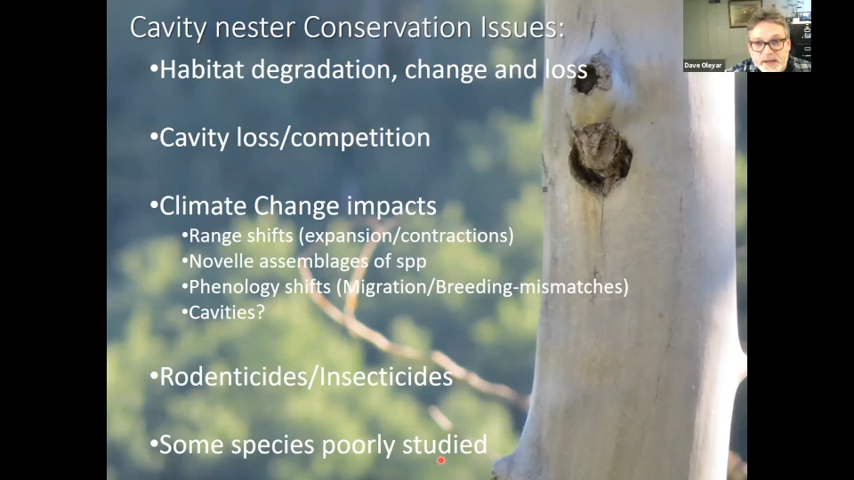 Cavity nester Conservation Issues:
•Habitat degradation, change and loss
•Cavity loss/competition
•Climate Change impacts
•Range shifts (expansion/contractions)
•Novelle assemblages of spp
•Phenology shifts (Migration/Breeding-mismatches)
•Cavities?
•Rodenticides/Insecticides
•Some species poorly studied
Dave Oleyar